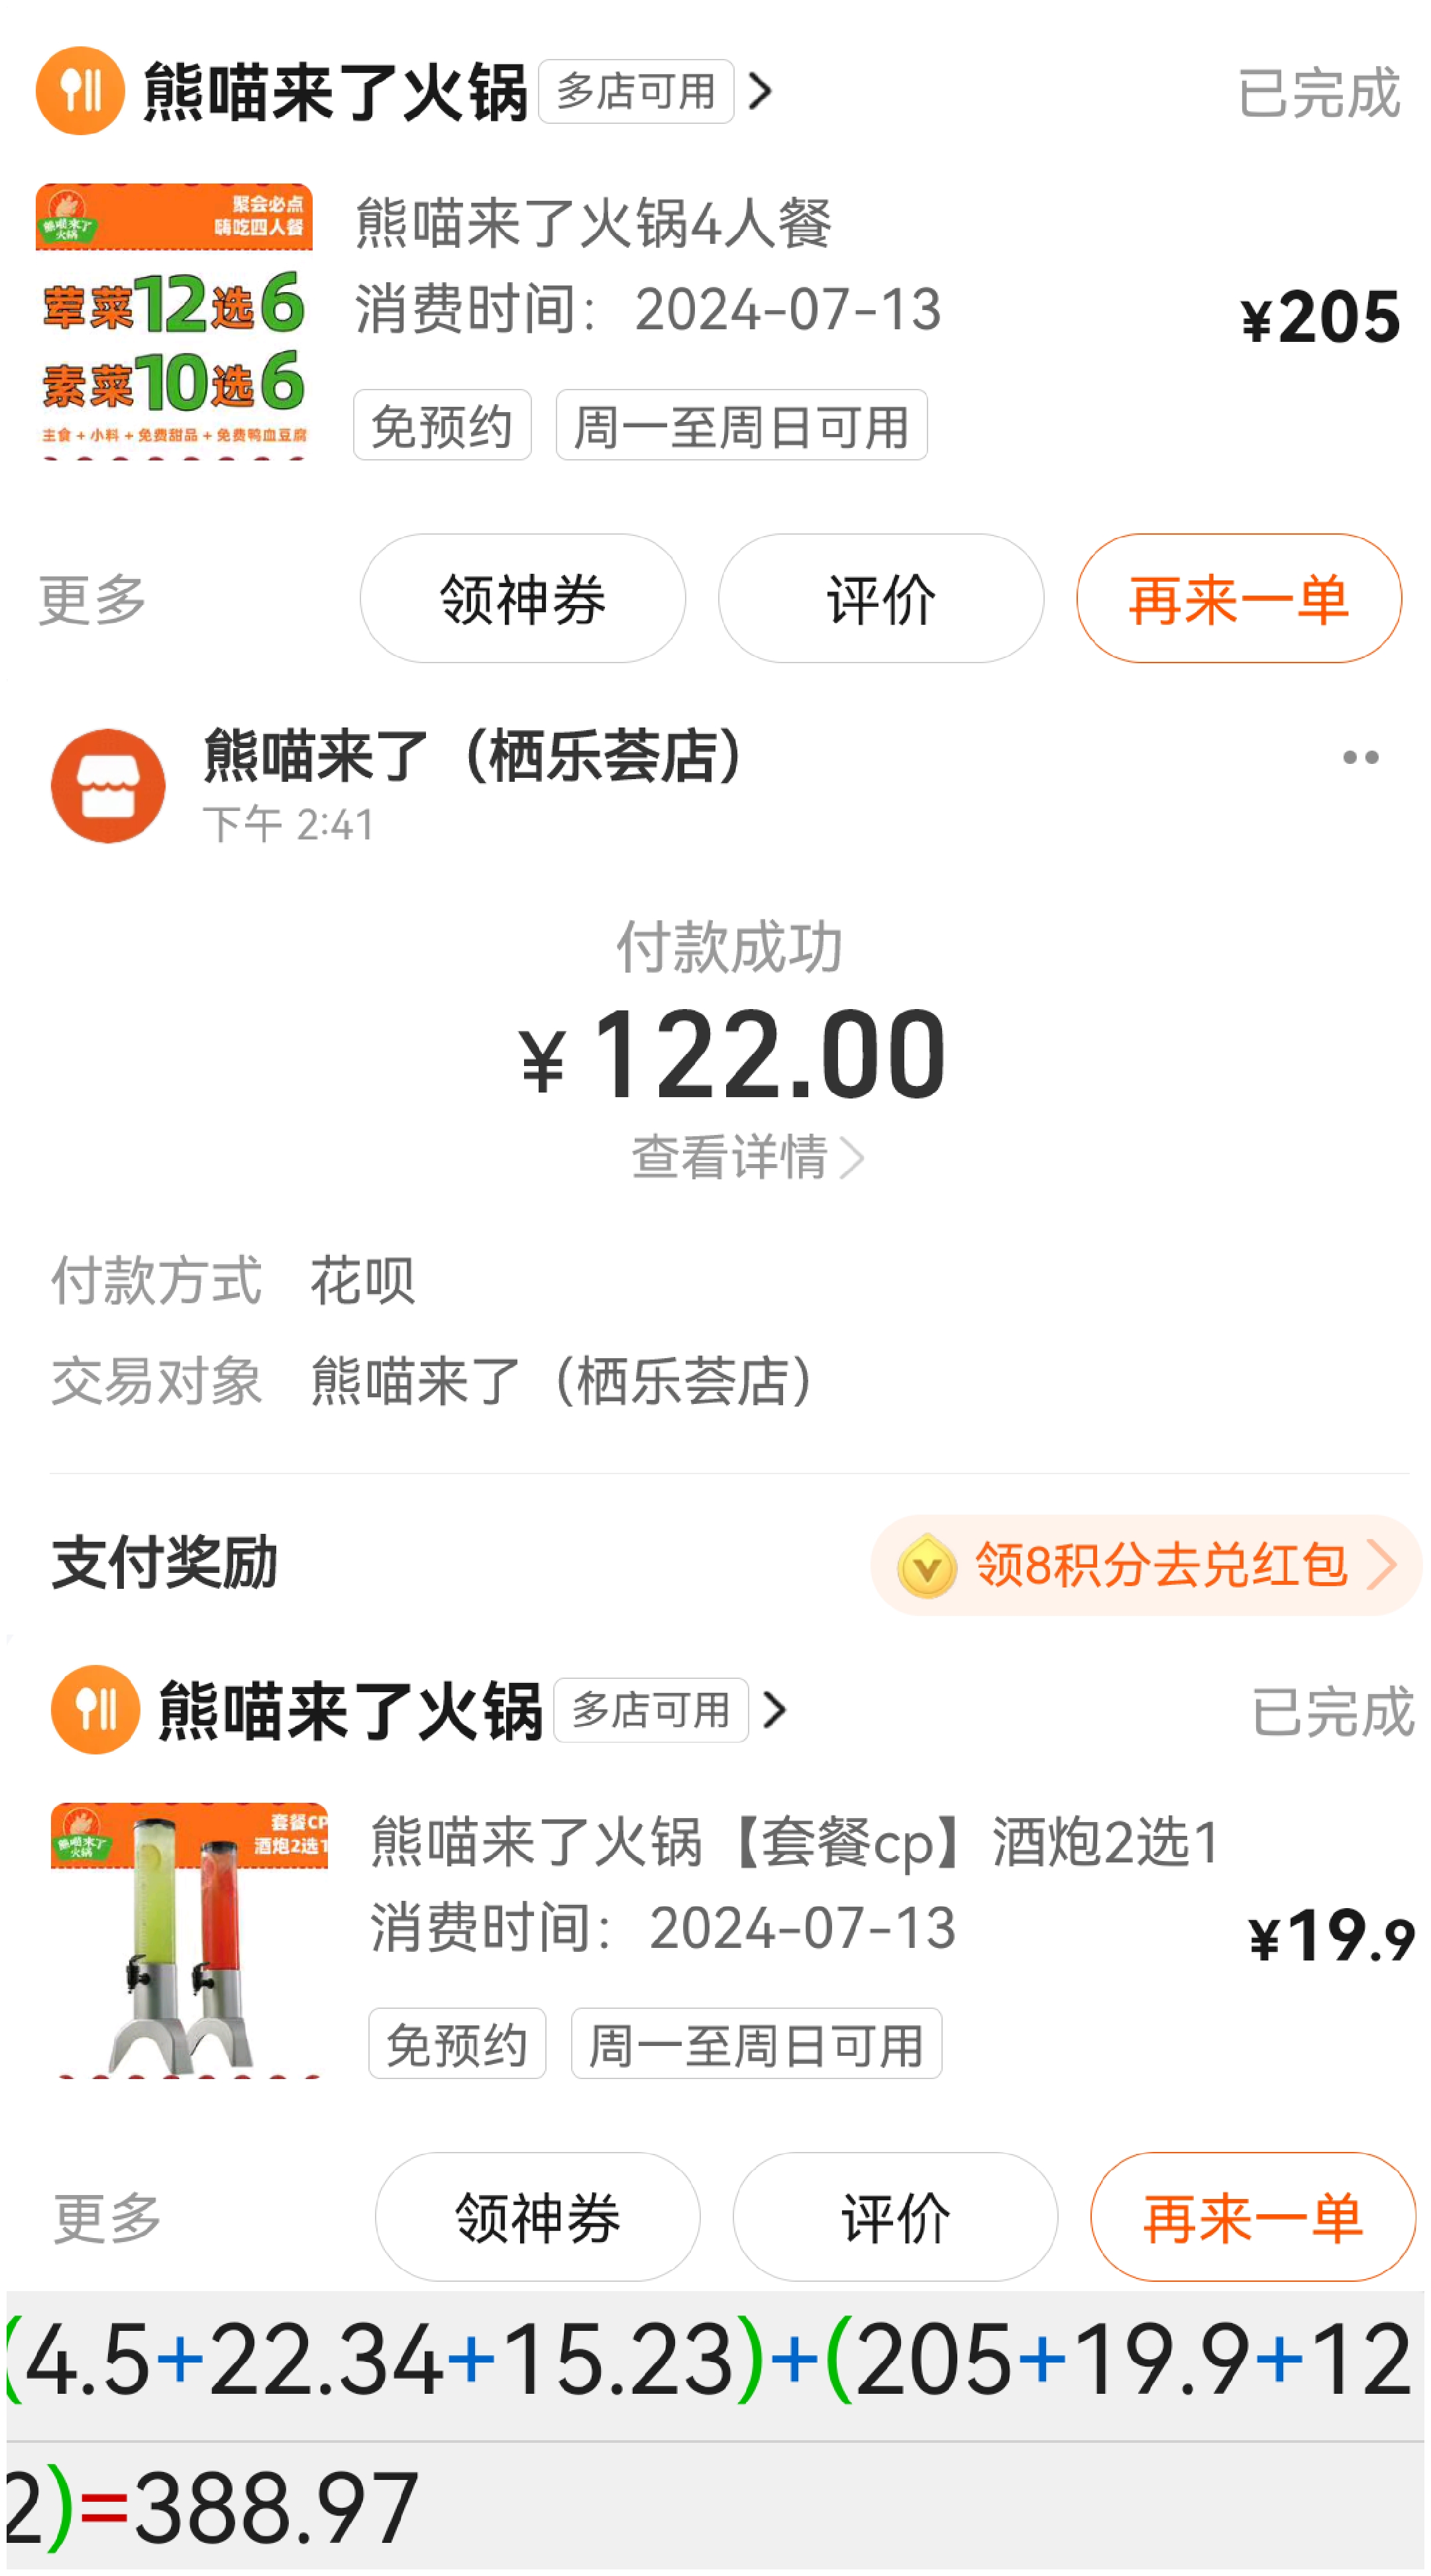 熊喵来了火锅 多店可用 已完成
熊喵来了火锅
聚会必点
嗨吃四人餐
荤菜12选6
素菜10选6
主食+小料+免费甜品+免费鸭血豆腐
熊喵来了火锅4人餐
消费时间：2024-07-13
¥205
免预约 周一至周日可用
更多 领神券 评价 再来一单
熊喵来了（栖乐荟店）
下午 2:41
付款成功
¥122.00
查看详情
付款方式 花呗
交易对象 熊喵来了（栖乐荟店）
支付奖励 领8积分去兑红包
熊喵来了火锅 多店可用 已完成
熊喵来了火锅
套餐CP
酒炮2选1
熊喵来了火锅【套餐cp】酒炮2选1
消费时间：2024-07-13
¥19.9
免预约 周一至周日可用
更多 领神券 评价 再来一单
(4.5+22.34+15.23)+(205+19.9+12
2)=388.97